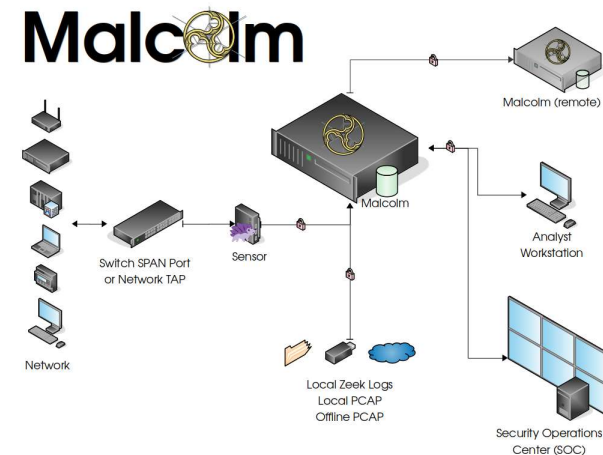 Malcolm
Malcolm (remote)
Malcolm
Analyst
Workstation
Switch SPAN Port
or Network TAP
Sensor
Network
Local Zeek Logs
Local PCAP
Offline PCAP
Security Operations
Center (SOC)